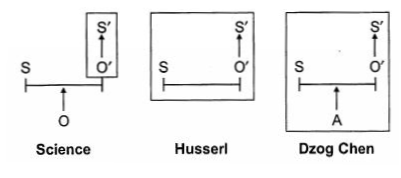 S' S' S'
S O' S O' S O'
O A
Science Husserl Dzog Chen